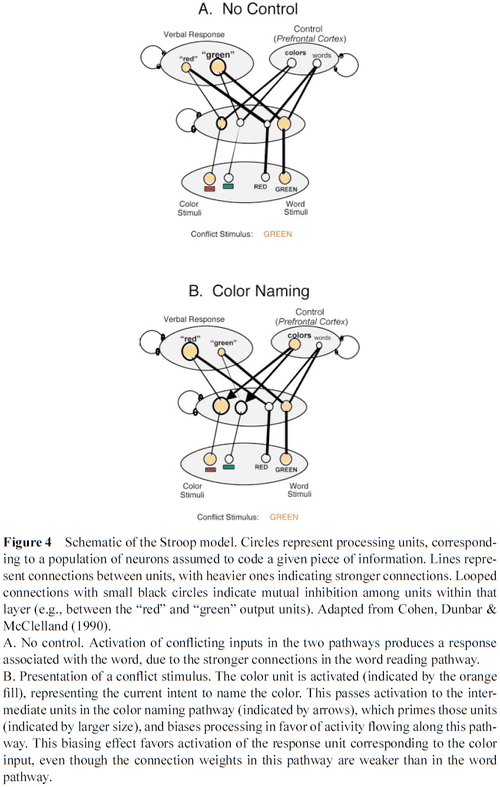 A. No Control
Verbal Response
Control
(Prefrontal Cortex)
"red"
"green"
colors
words
RED
GREEN
Color
Stimuli
Word
Stimuli
Conflict Stimulus: GREEN
B. Color Naming
Verbal Response
Control
(Prefrontal Cortex)
"red"
"green"
colors
words
RED
GREEN
Color
Stimuli
Word
Stimuli
Conflict Stimulus: GREEN
Figure 4 Schematic of the Stroop model. Circles represent processing units, correspond-
ing to a population of neurons assumed to code a given piece of information. Lines repre-
sent connections between units, with heavier ones indicating stronger connections. Looped
connections with small black circles indicate mutual inhibition among units within that
layer (e.g., between the “red” and “green” output units). Adapted from Cohen, Dunbar &
McClelland (1990).
A. No control. Activation of conflicting inputs in the two pathways produces a response
associated with the word, due to the stronger connections in the word reading pathway.
B. Presentation of a conflict stimulus. The color unit is activated (indicated by the orange
fill), representing the current intent to name the color. This passes activation to the inter-
mediate units in the color naming pathway (indicated by arrows), which primes those units
(indicated by larger size), and biases processing in favor of activity flowing along this path-
way. This biasing effect favors activation of the response unit corresponding to the color
input, even though the connection weights in this pathway are weaker than in the word
pathway.